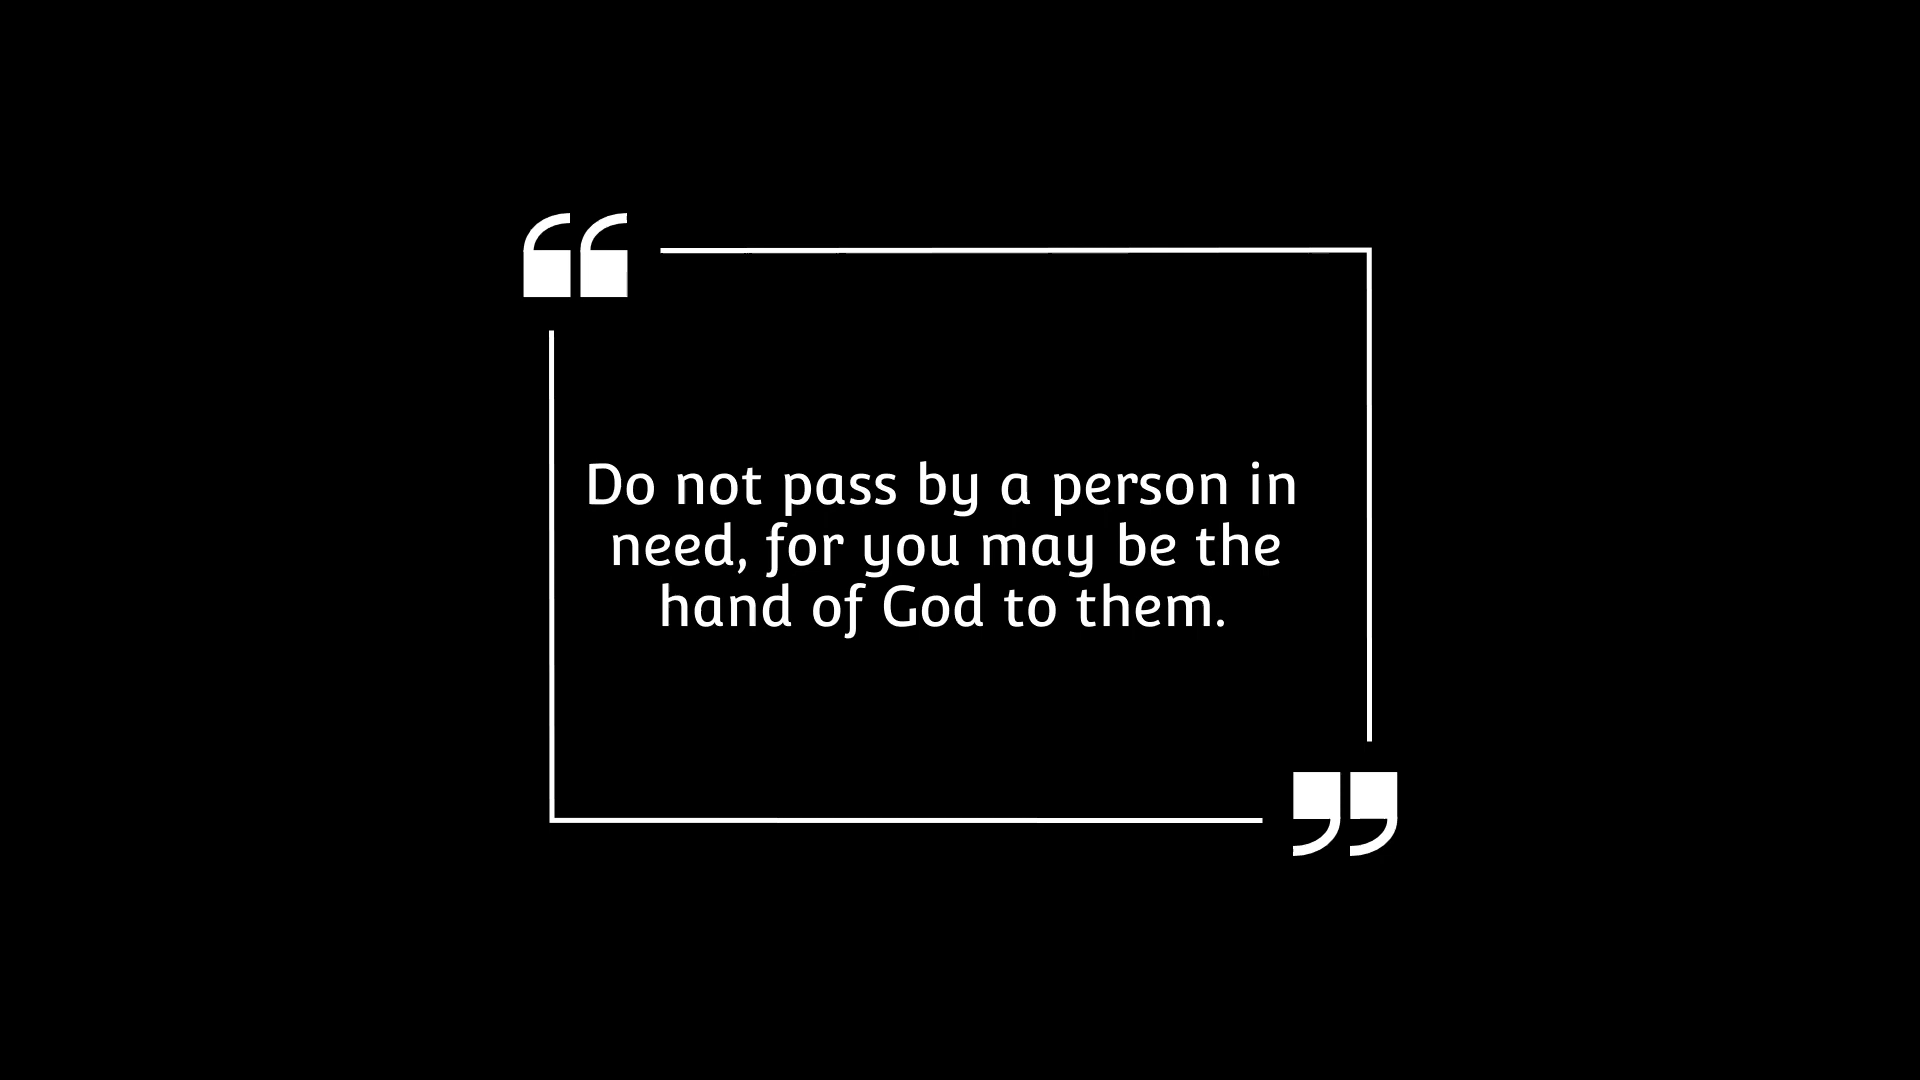 Do not pass by a person in
need, for you may be the
hand of God to them.